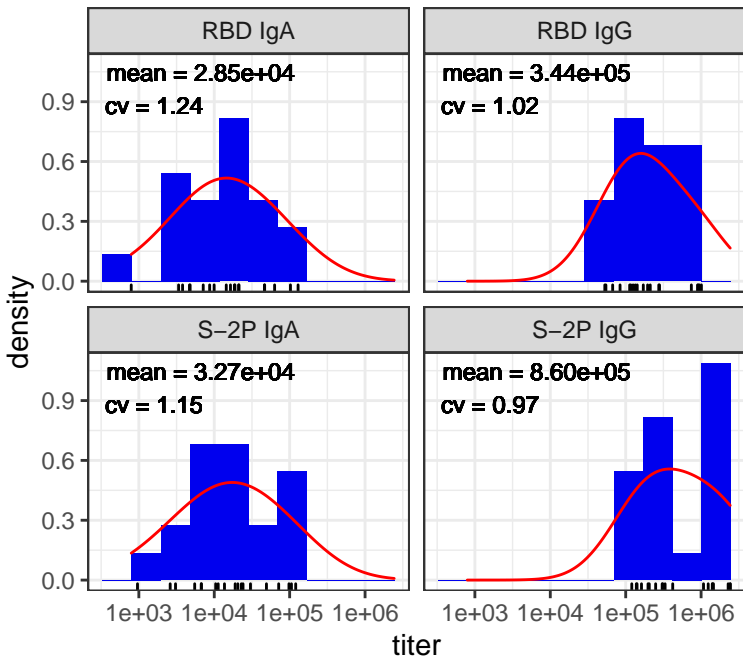 RBD IgA
RBD IgG
mean = 2.85e+04
cv = 1.24
mean = 3.44e+05
cv = 1.02
0.9
0.6
0.3
0.0
S−2P IgA
S−2P IgG
mean = 3.27e+04
cv = 1.15
mean = 8.60e+05
cv = 0.97
0.9
0.6
0.3
0.0
1e+03 1e+04 1e+05 1e+06
1e+03 1e+04 1e+05 1e+06
titer
density